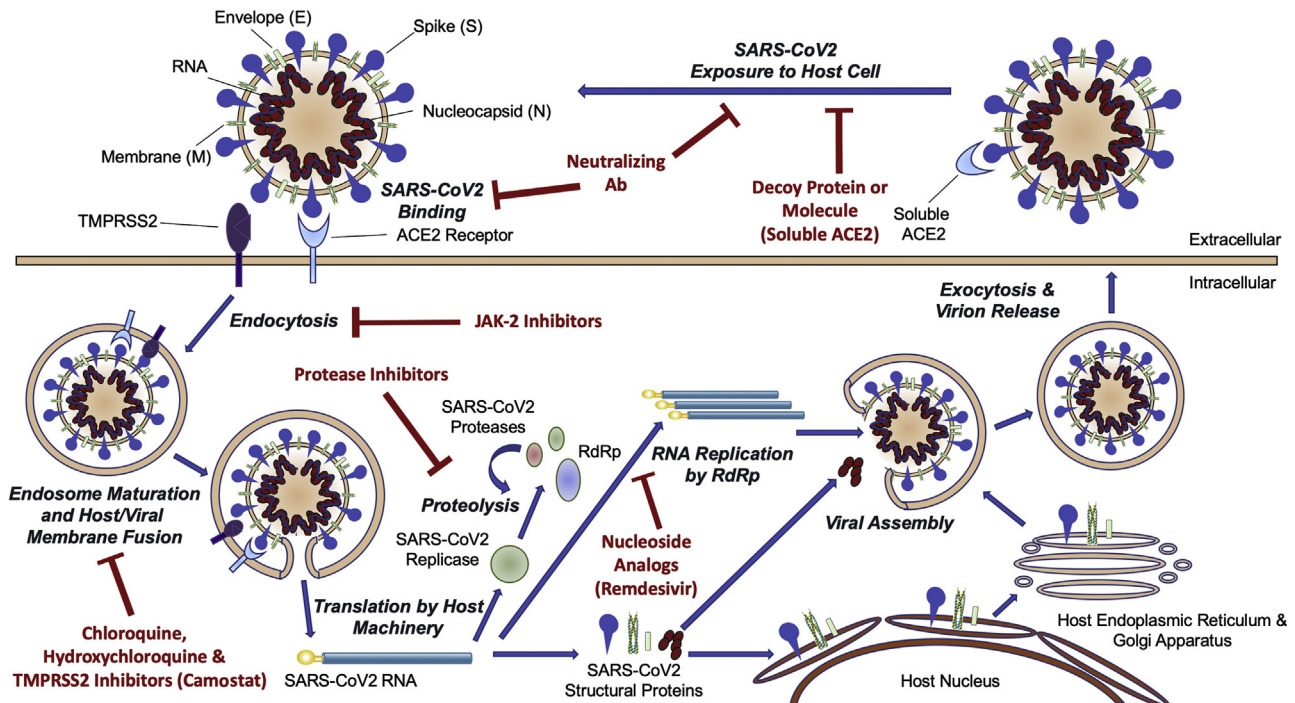 Envelope (E)
Spike (S)
RNA
Nucleocapsid (N)
Membrane (M)
SARS-CoV2
Exposure to Host Cell
Neutralizing
Ab
Decoy Protein or
Molecule
(Soluble ACE2)
Soluble
ACE2
SARS-CoV2
Binding
TMPRSS2
ACE2 Receptor
Extracellular
Intracellular
Endocytosis
JAK-2 Inhibitors
Exocytosis &
Virion Release
Protease Inhibitors
SARS-CoV2
Proteases
RdRp
Proteolysis
SARS-CoV2
Replicase
RNA Replication
by RdRp
Viral Assembly
Endosome Maturation
and Host/Viral
Membrane Fusion
Nucleoside
Analogs
(Remdesivir)
Translation by Host
Machinery
Chloroquine,
Hydroxychloroquine &
TMPRSS2 Inhibitors (Camostat)
SARS-CoV2 RNA
SARS-CoV2
Structural Proteins
Host Endoplasmic Reticulum &
Golgi Apparatus
Host Nucleus